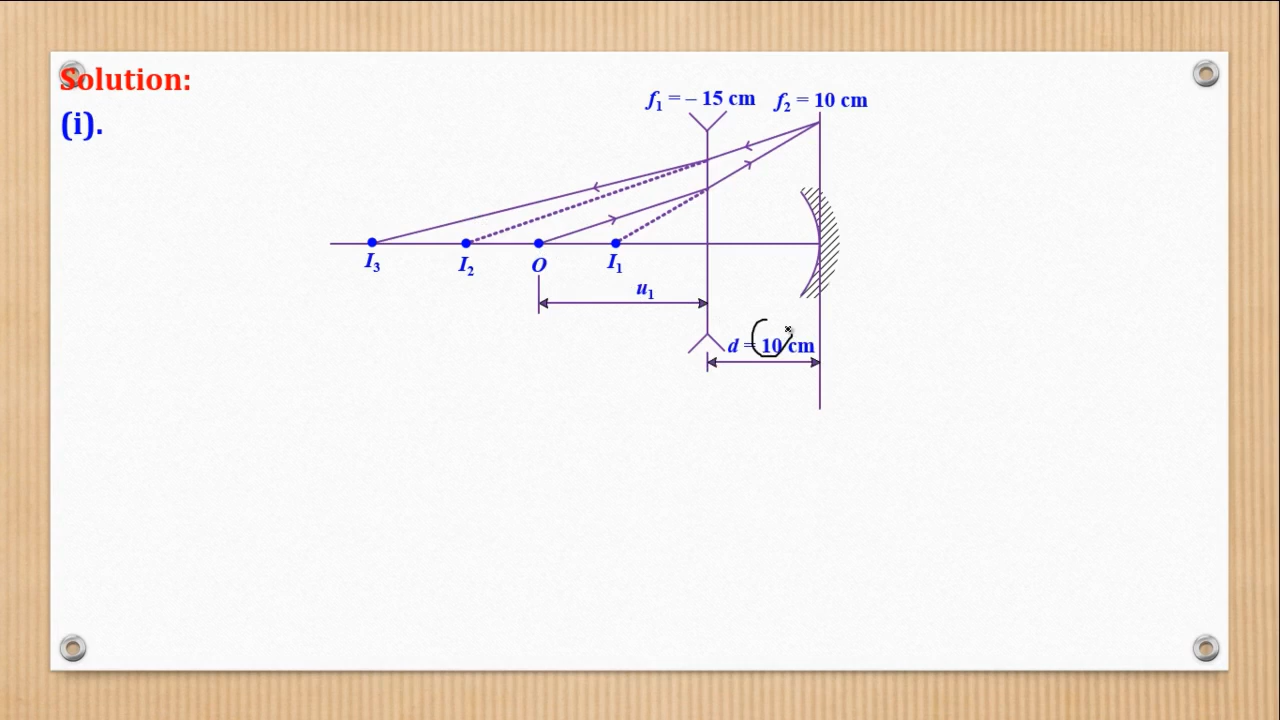 Solution:
(i).
f₁ = – 15 cm f₂ = 10 cm
I₃ I₂ O I₁
u₁
d = 10 cm